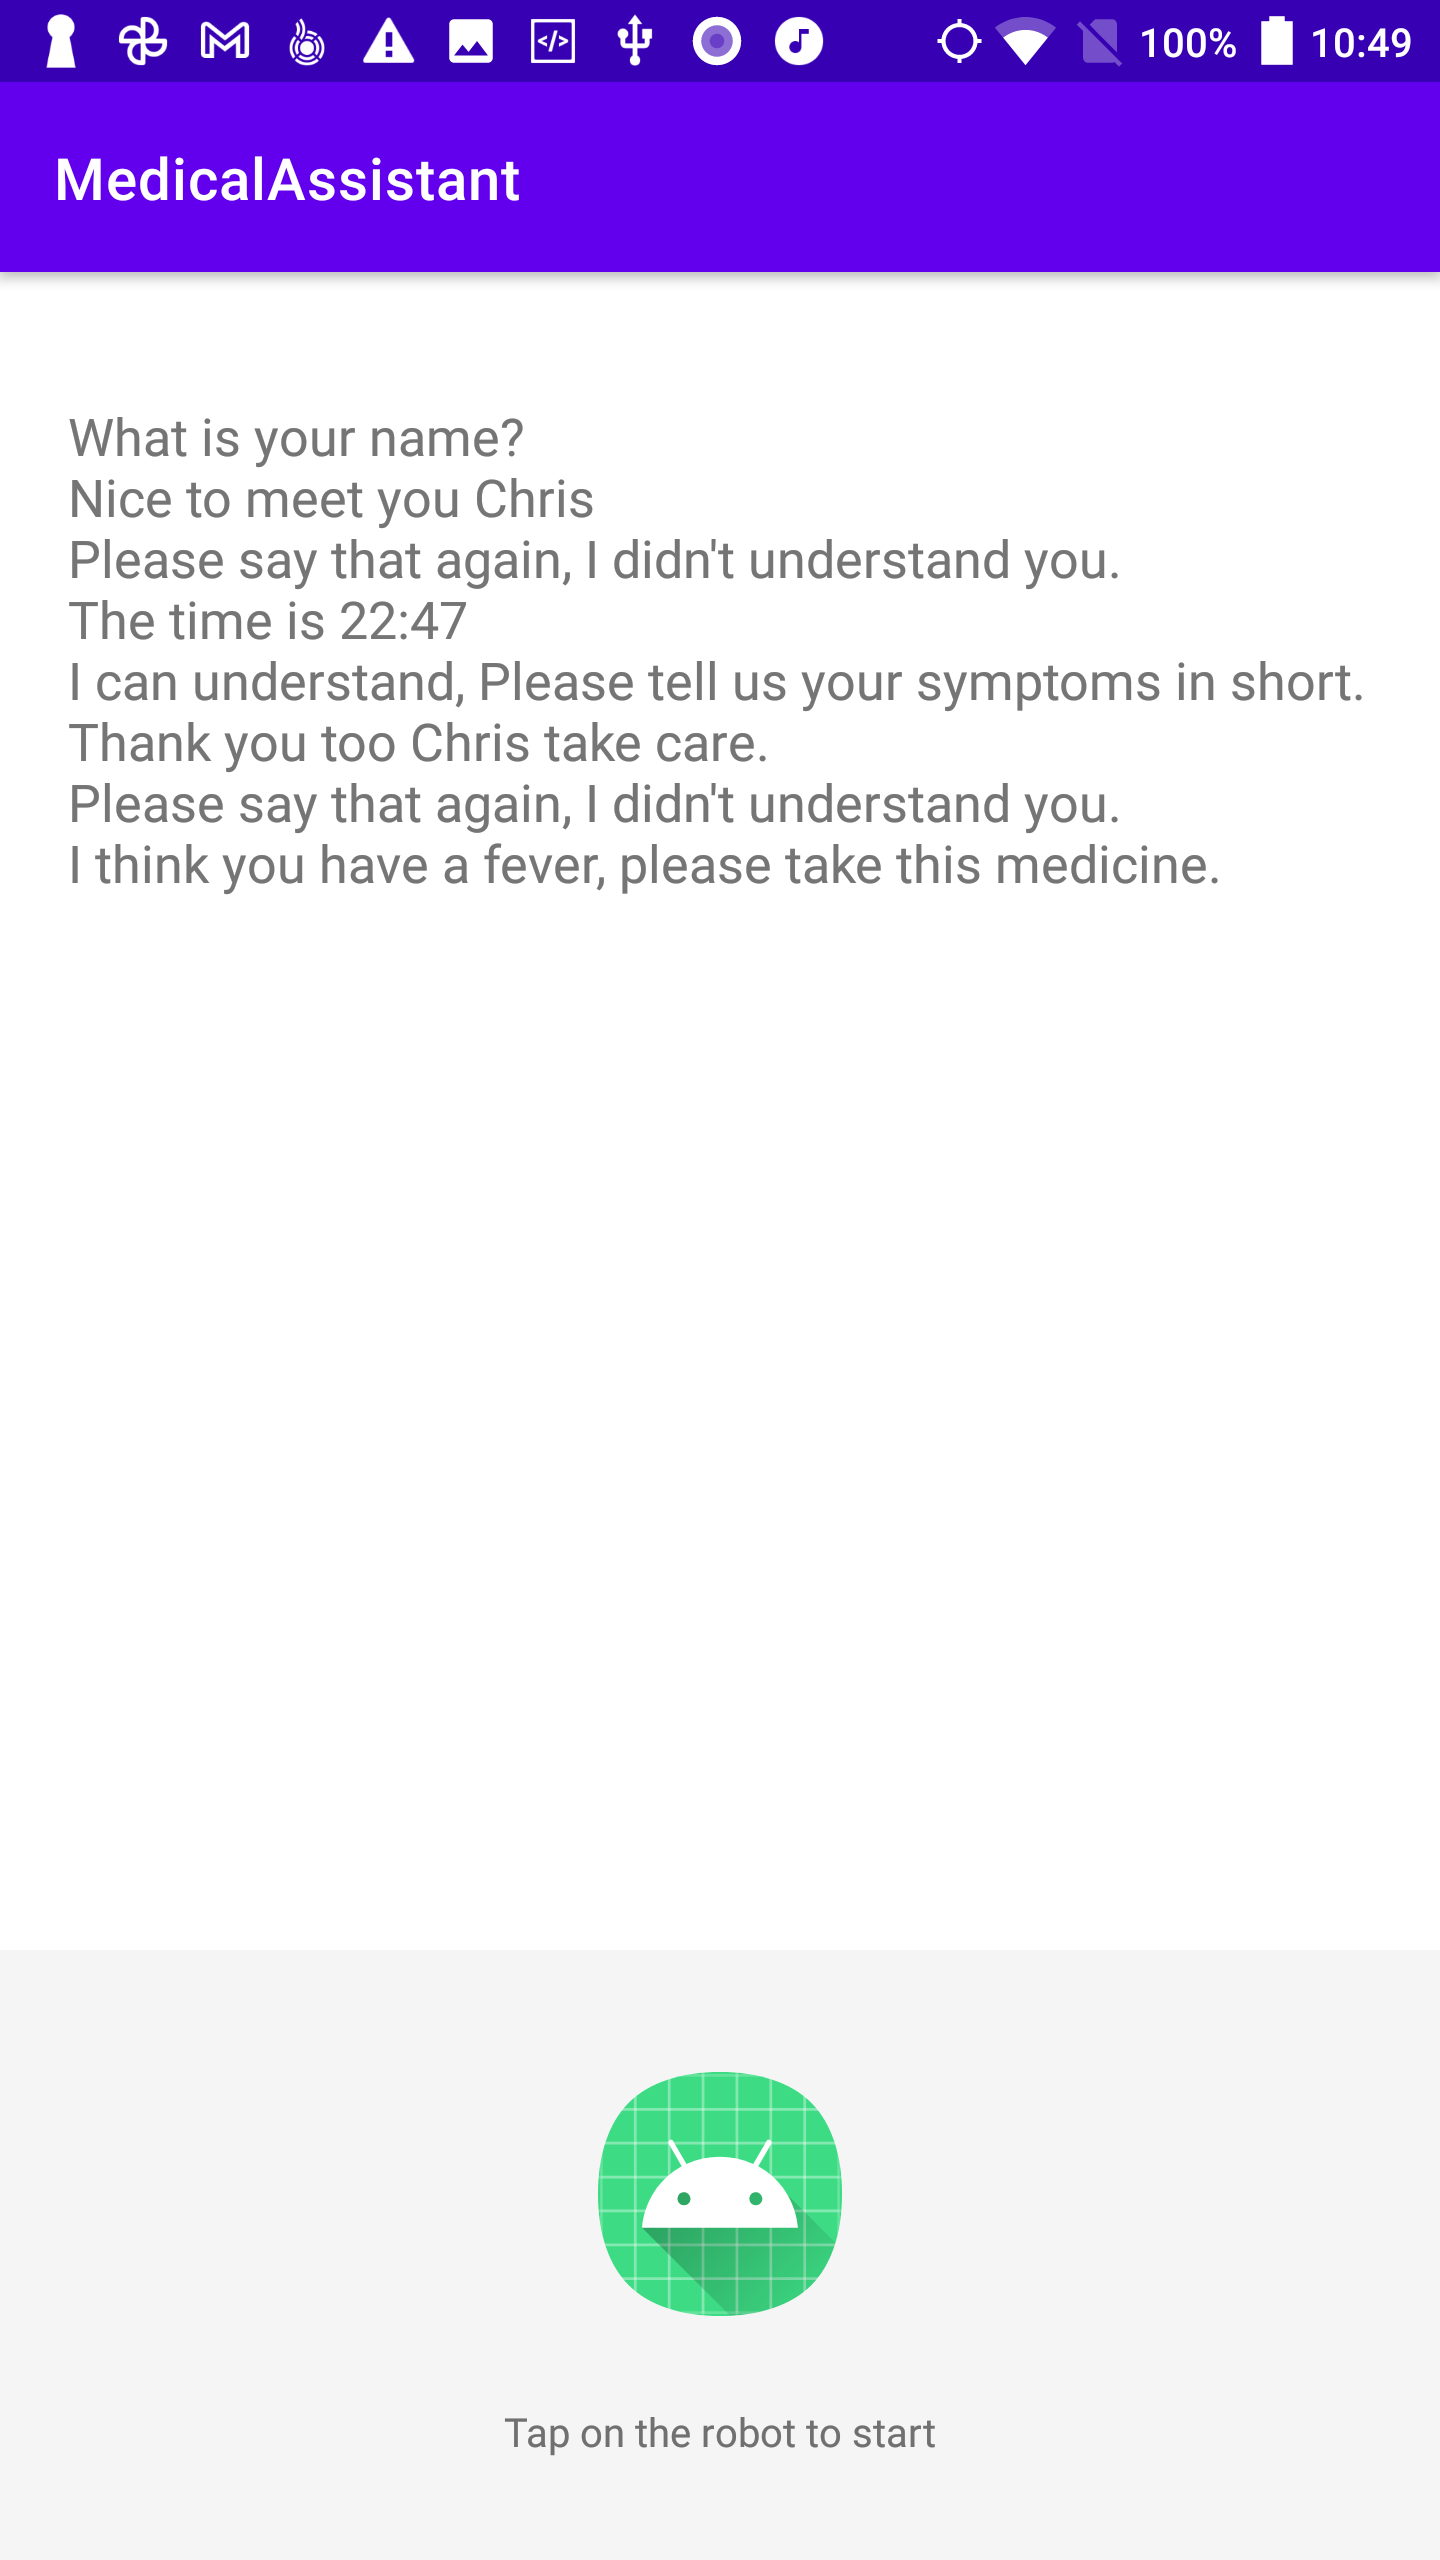 100% 10:49
MedicalAssistant
What is your name?
Nice to meet you Chris
Please say that again, I didn't understand you.
The time is 22:47
I can understand, Please tell us your symptoms in short.
Thank you too Chris take care.
Please say that again, I didn't understand you.
I think you have a fever, please take this medicine.
Tap on the robot to start